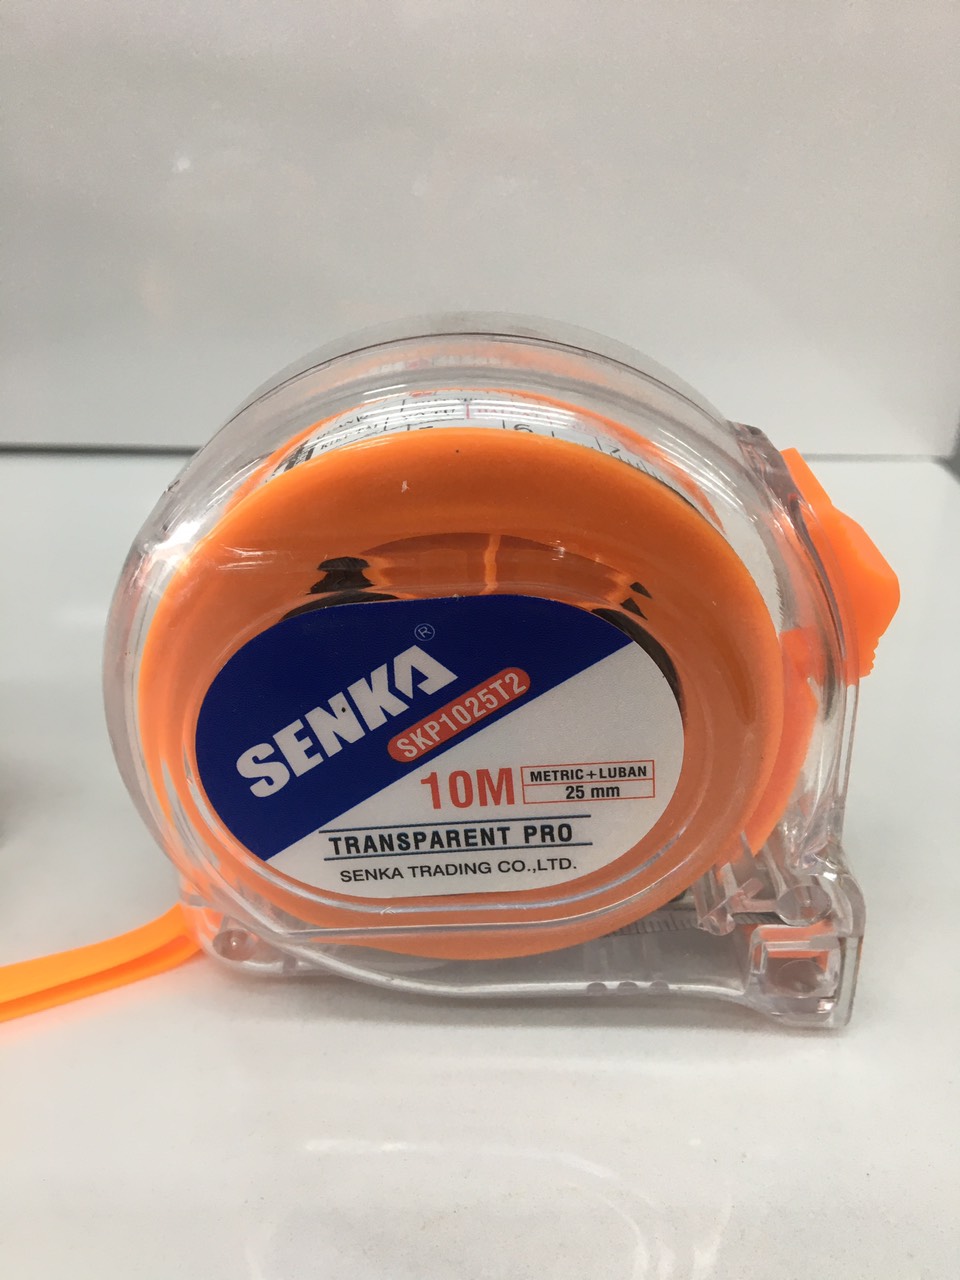 SENKA ®
SKP1025T2
10M
METRIC+LUBAN
25 mm
TRANSPARENT PRO
SENKA TRADING CO.,LTD.